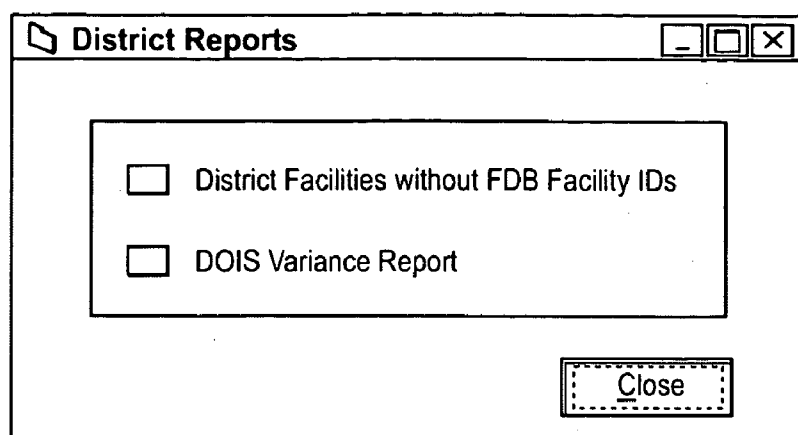 District Reports
District Facilities without FDB Facility IDs
DOIS Variance Report
Close